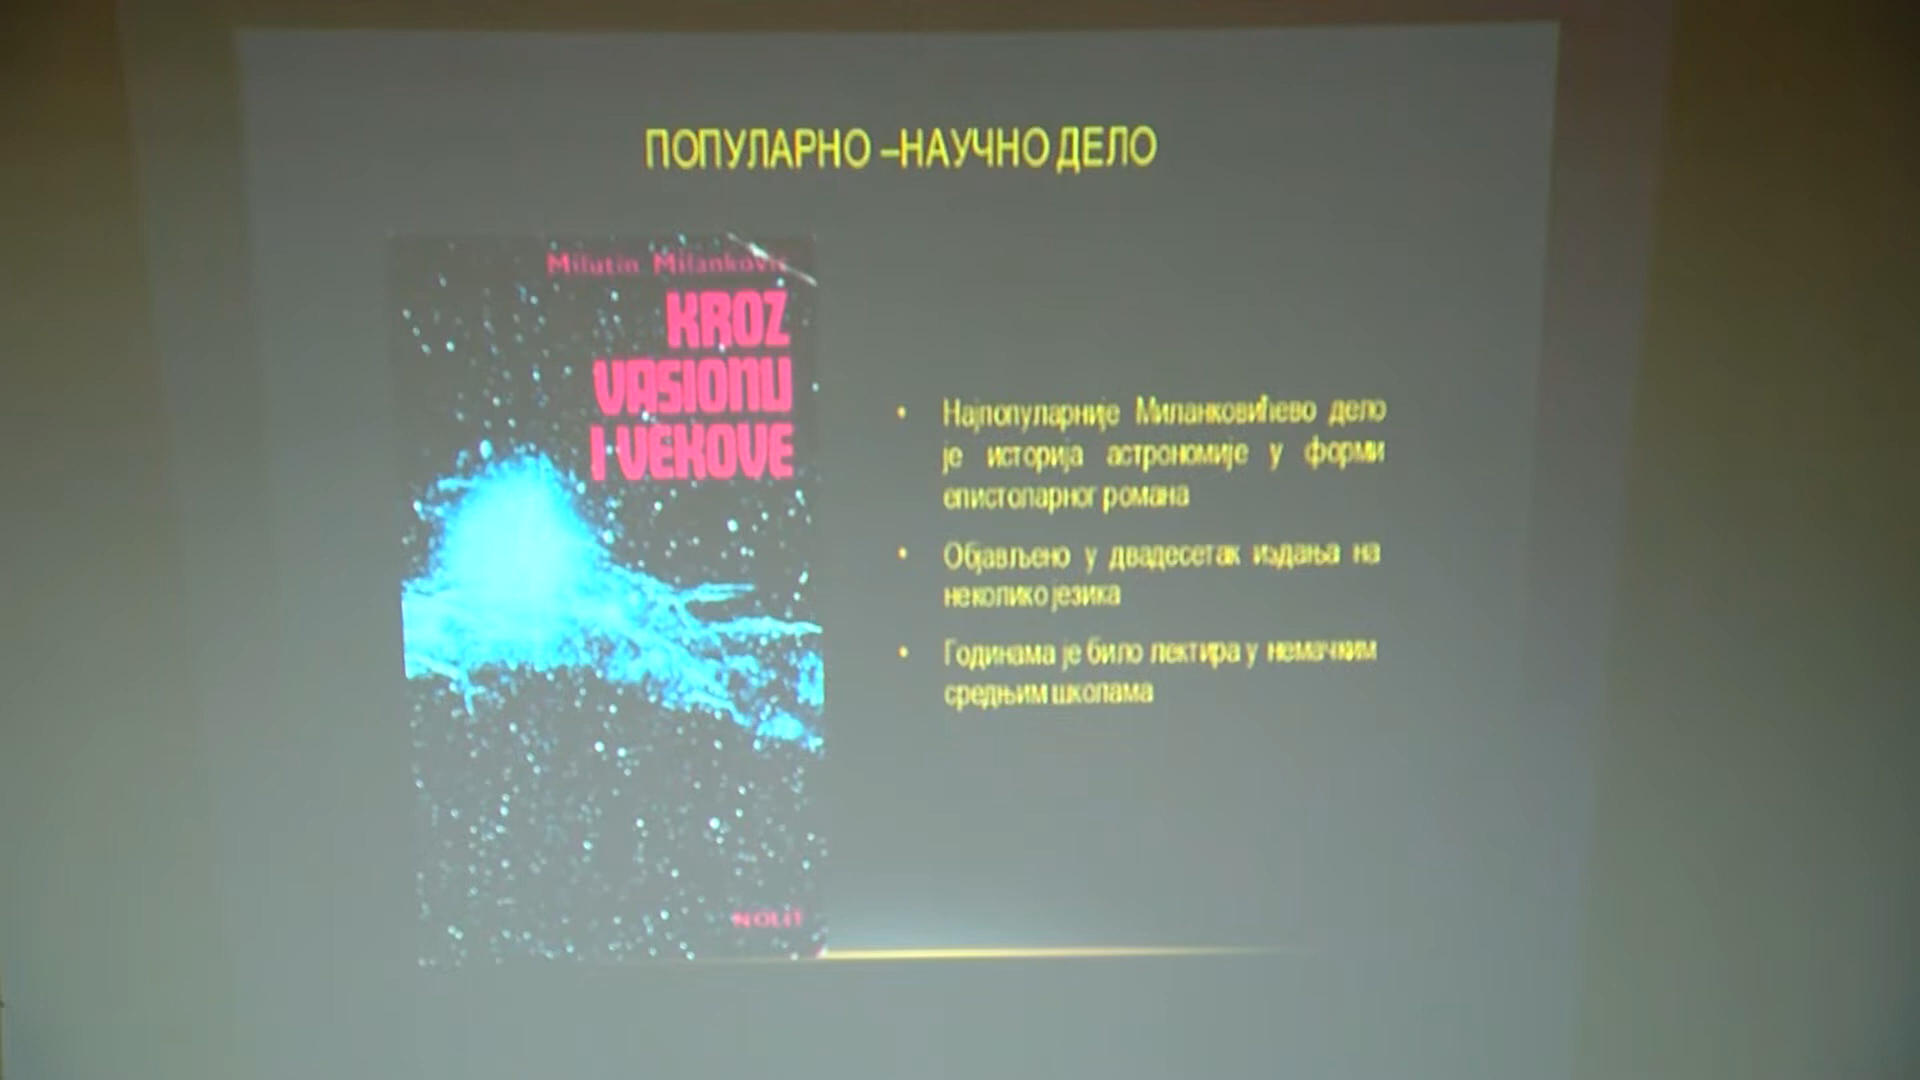 ПОПУЛАРНО –НАУЧНО ДЕЛО
Milutin Milanković
KROZ
VASIONU
I VEKOVE
NOLIT
• Најпопуларније Миланковићево дело
је историја астрономије у форми
епистоларног романа
• Објављено у двадесетак издања на
неколико језика
• Годинама је било лектира у немачким
средњим школама